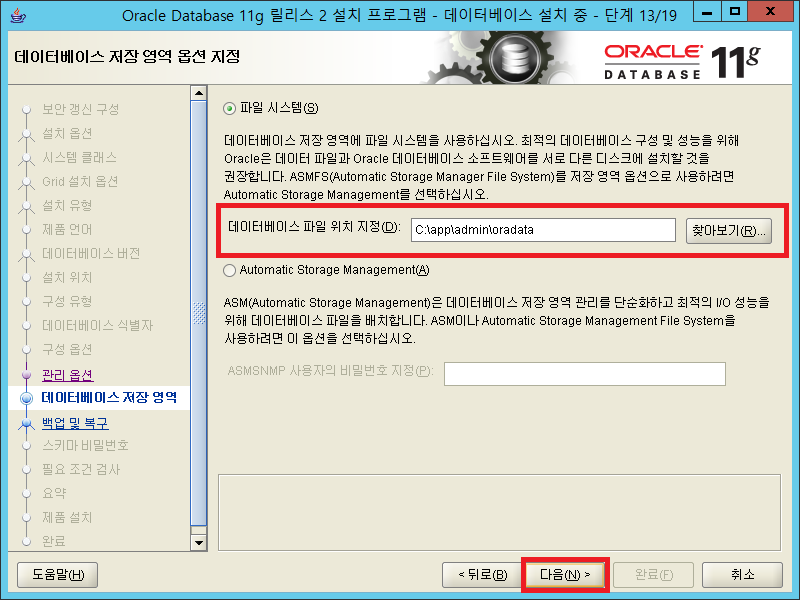 Oracle Database 11g 릴리스 2 설치 프로그램 - 데이터베이스 설치 중 - 단계 13/19
데이터베이스 저장 영역 옵션 지정
ORACLE
DATABASE 11g
보안 갱신 구성
설치 옵션
시스템 클래스
Grid 설치 옵션
설치 유형
제품 언어
데이터베이스 버전
설치 위치
구성 유형
데이터베이스 식별자
구성 옵션
관리 옵션
데이터베이스 저장 영역
백업 및 복구
스키마 비밀번호
필요 조건 검사
요약
제품 설치
완료
파일 시스템(S)
데이터베이스 저장 영역에 파일 시스템을 사용하십시오. 최적의 데이터베이스 구성 및 성능을 위해
Oracle은 데이터 파일과 Oracle 데이터베이스 소프트웨어를 서로 다른 디스크에 설치할 것을
권장합니다. ASMFS(Automatic Storage Manager File System)를 저장 영역 옵션으로 사용하려면
Automatic Storage Management를 선택하십시오.
데이터베이스 파일 위치 지정(D): C:\app\admin\oradata 찾아보기(R)...
Automatic Storage Management(A)
ASM(Automatic Storage Management)은 데이터베이스 저장 영역 관리를 단순화하고 최적의 I/O 성능을
위해 데이터베이스 파일을 배치합니다. ASM이나 Automatic Storage Management File System을
사용하려면 이 옵션을 선택하십시오.
ASMSNMP 사용자의 비밀번호 지정(P):
도움말(H) < 뒤로(B) 다음(N) > 완료(F) 취소